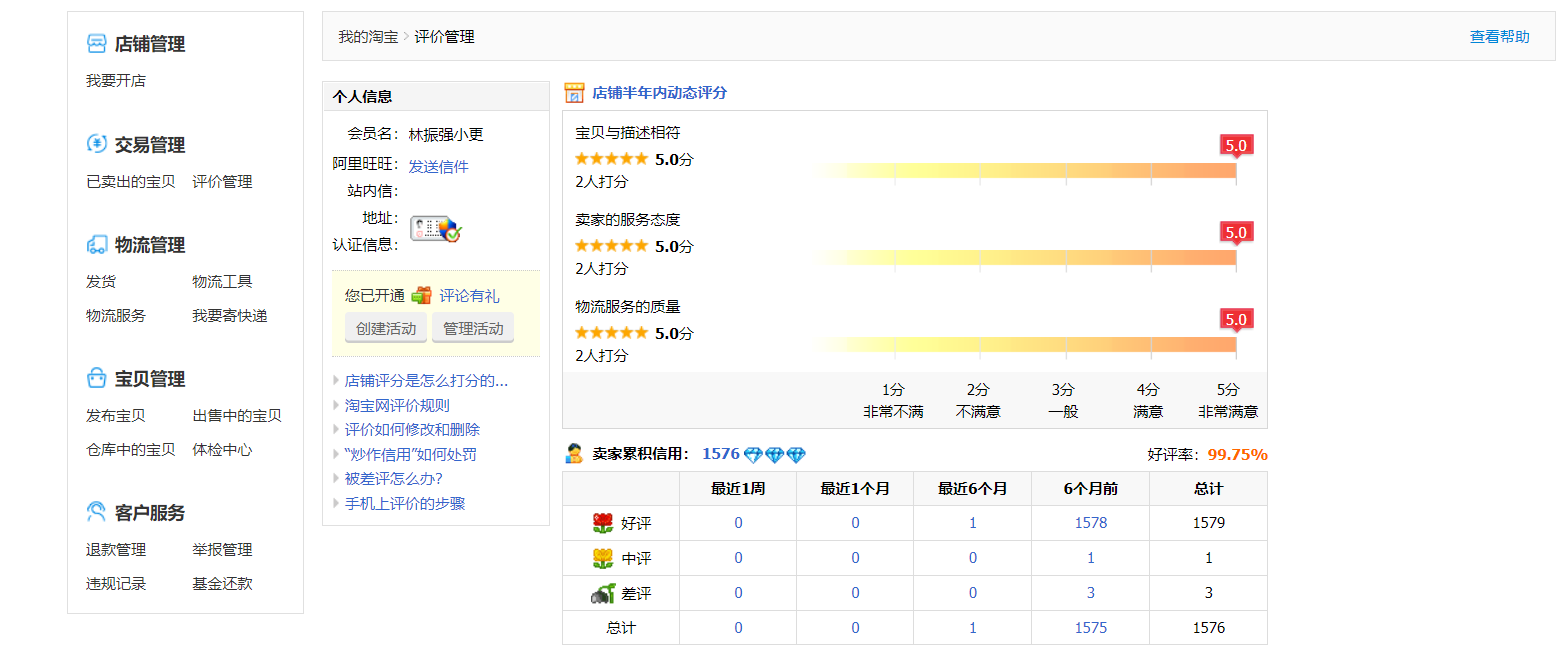 店铺管理
我要开店
交易管理
已卖出的宝贝 评价管理
物流管理
发货 物流工具
物流服务 我要寄快递
宝贝管理
发布宝贝 出售中的宝贝
仓库中的宝贝 体检中心
客户服务
退款管理 举报管理
违规记录 基金还款
我的淘宝 > 评价管理 查看帮助
个人信息
会员名： 林振强小更
阿里旺旺： 发送信件
站内信：
地址：
认证信息：
您已开通 评论有礼
创建活动 管理活动
店铺评分是怎么打分的...
淘宝网评价规则
评价如何修改和删除
“炒作信用”如何处罚
被差评怎么办?
手机上评价的步骤
店铺半年内动态评分
宝贝与描述相符
5.0分 5.0
2人打分
卖家的服务态度
5.0分 5.0
2人打分
物流服务的质量
5.0分 5.0
2人打分
1分 2分 3分 4分 5分
非常不满 不满意 一般 满意 非常满意
卖家累积信用： 1576 好评率：99.75%
最近1周 最近1个月 最近6个月 6个月前 总计
好评 0 0 1 1578 1579
中评 0 0 0 1 1
差评 0 0 0 3 3
总计 0 0 1 1575 1576